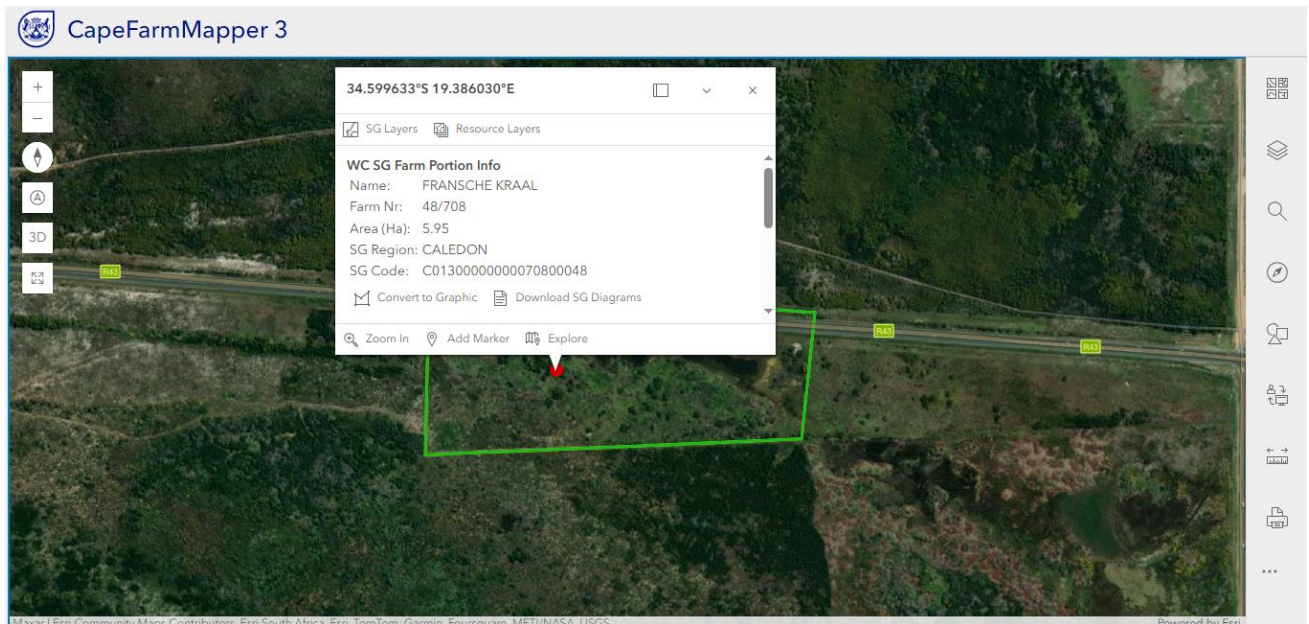 CapeFarmMapper 3
34.599633°S 19.386030°E
SG Layers Resource Layers
WC SG Farm Portion Info
Name: FRANSCHE KRAAL
Farm Nr: 48/708
Area (Ha): 5.95
SG Region: CALEDON
SG Code: C01300000000070800048
Convert to Graphic Download SG Diagrams
Zoom In Add Marker Explore
A
3D
R43
R43
R43
Maxar | Esri Community Maps Contributors, Esri South Africa, Esri, TomTom, Garmin, Foursquare, METI/NASA, USGS
Powered by Esri